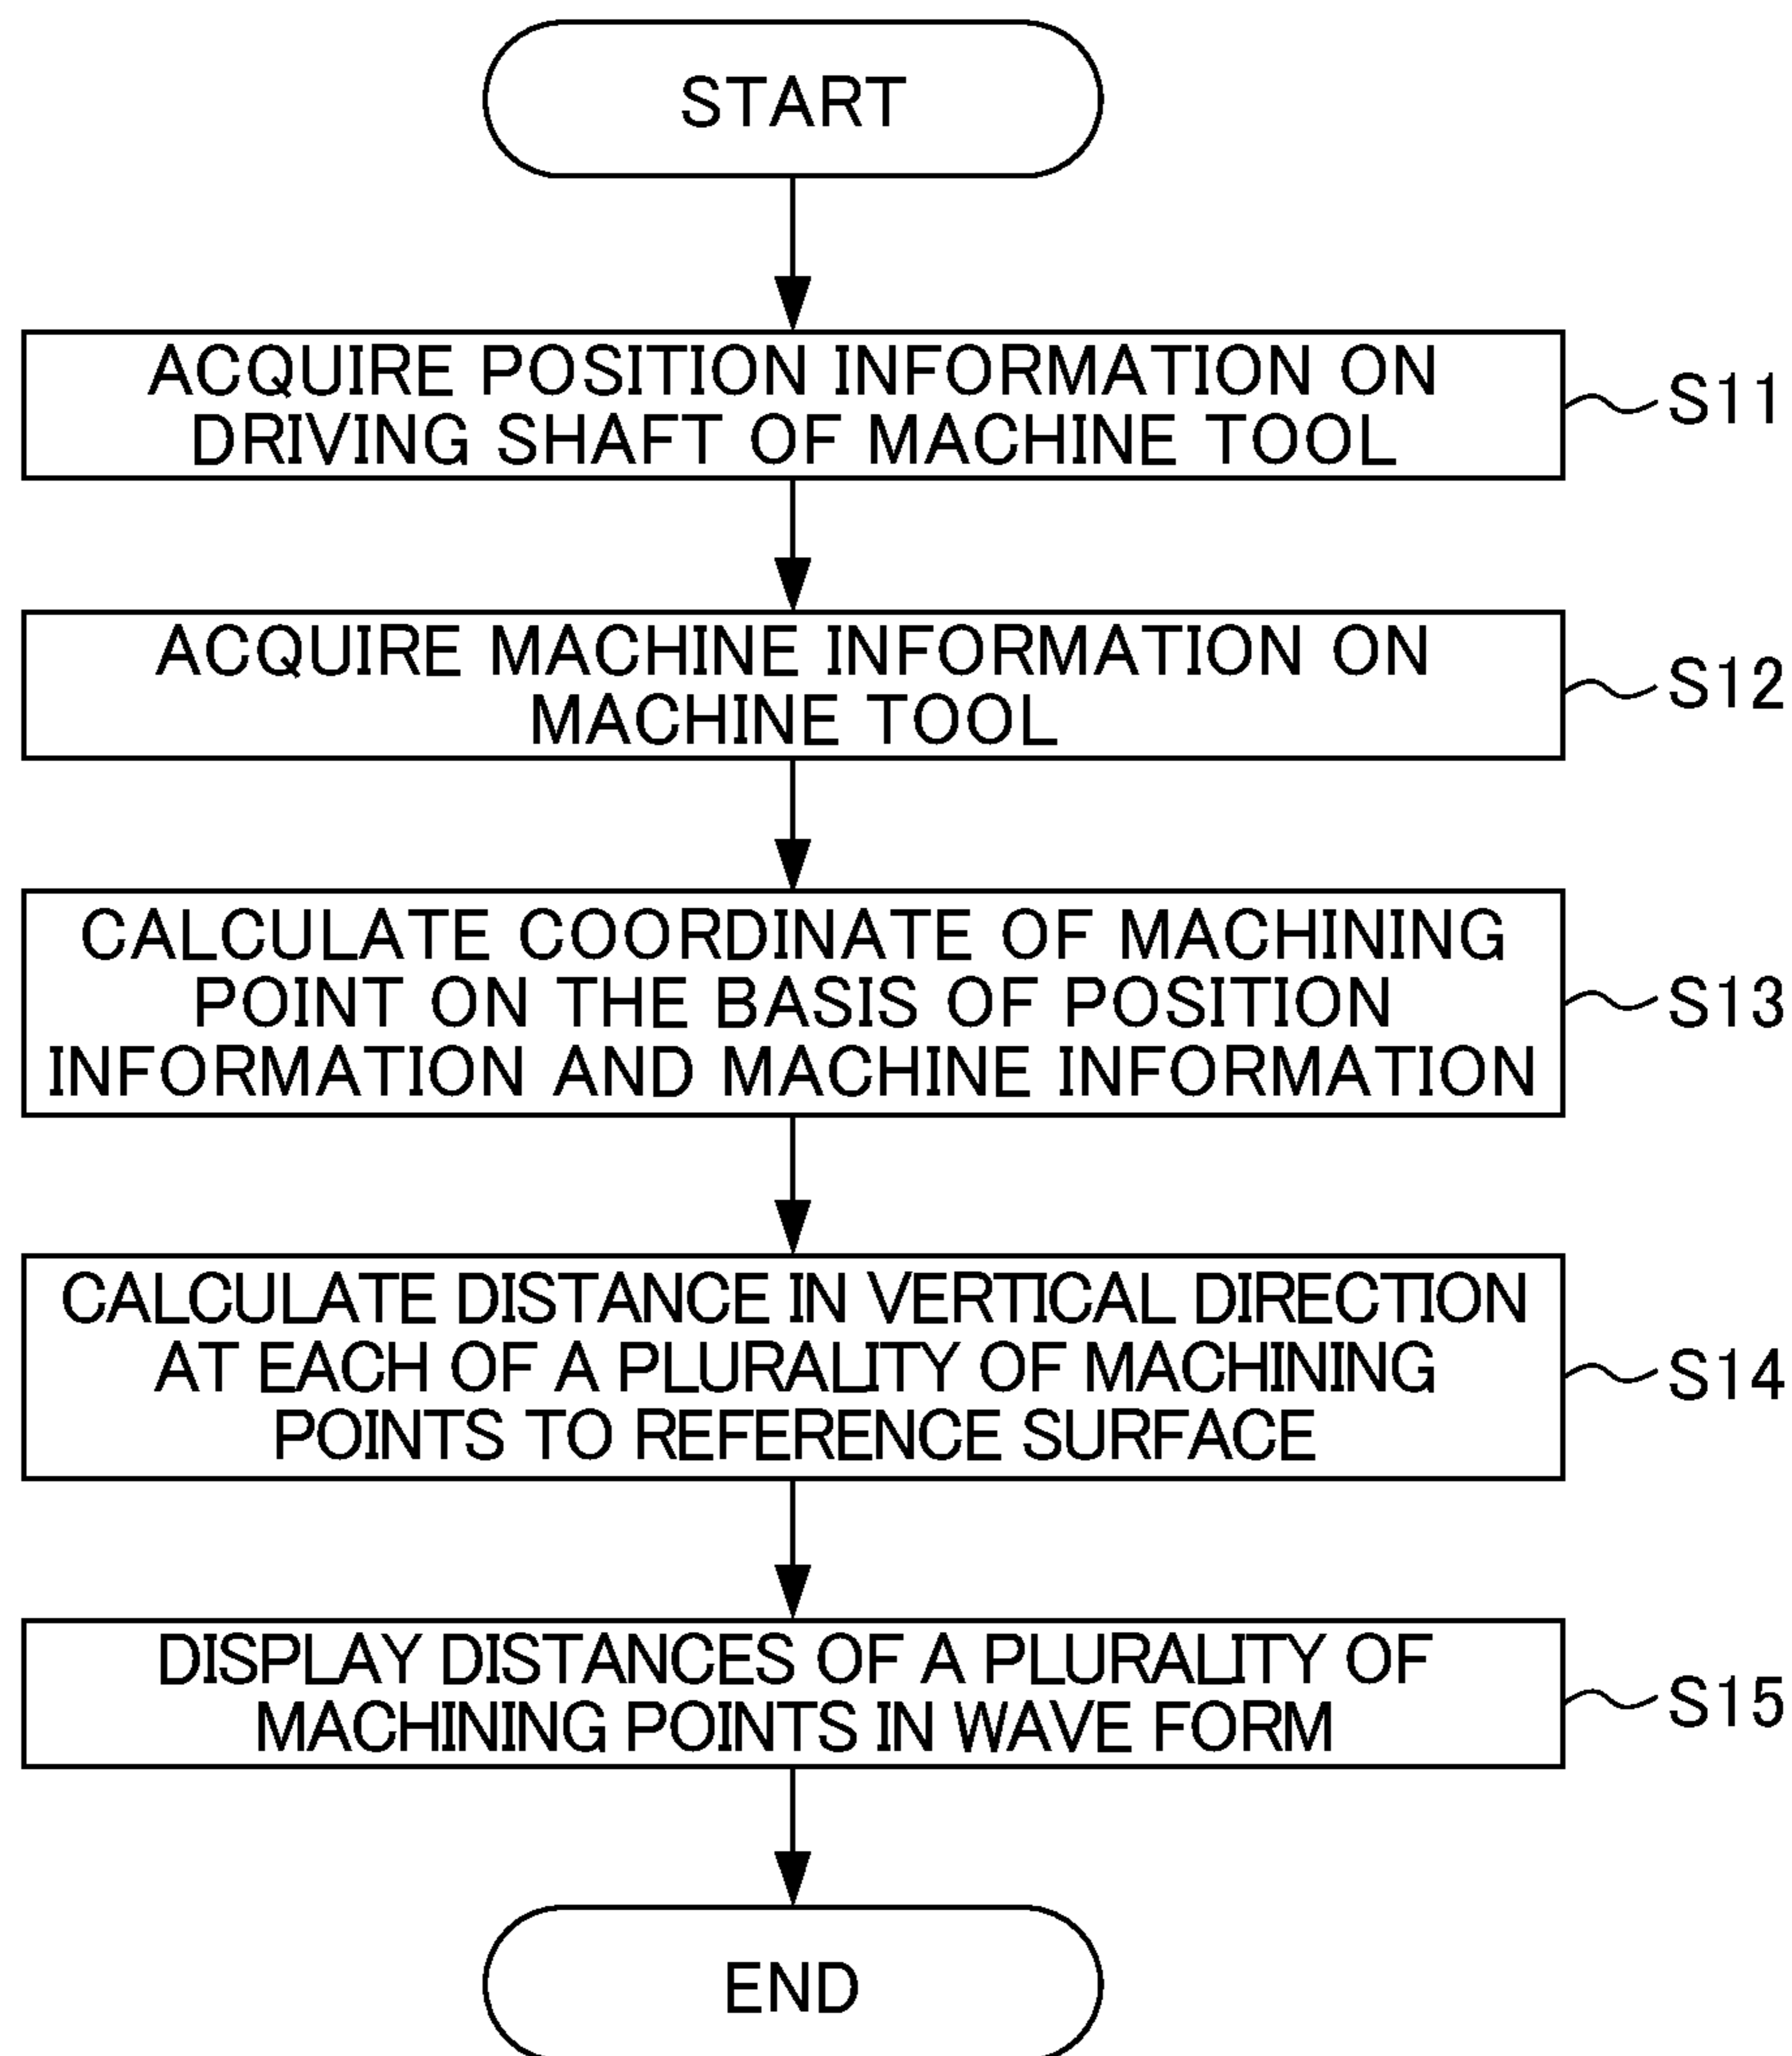 START
ACQUIRE POSITION INFORMATION ON
DRIVING SHAFT OF MACHINE TOOL
S11
ACQUIRE MACHINE INFORMATION ON
MACHINE TOOL
S12
CALCULATE COORDINATE OF MACHINING
POINT ON THE BASIS OF POSITION
INFORMATION AND MACHINE INFORMATION
S13
CALCULATE DISTANCE IN VERTICAL DIRECTION
AT EACH OF A PLURALITY OF MACHINING
POINTS TO REFERENCE SURFACE
S14
DISPLAY DISTANCES OF A PLURALITY OF
MACHINING POINTS IN WAVE FORM
S15
END